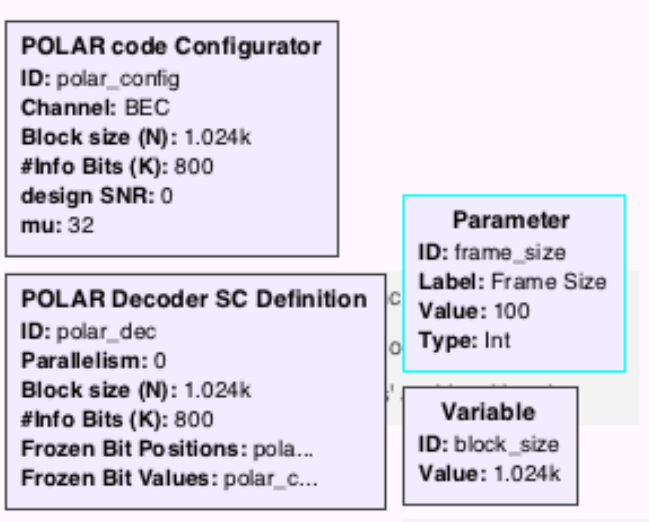 POLAR code Configurator
ID: polar_config
Channel: BEC
Block size (N): 1.024k
#Info Bits (K): 800
design SNR: 0
mu: 32
POLAR Decoder SC Definition
ID: polar_dec
Parallelism: 0
Block size (N): 1.024k
#Info Bits (K): 800
Frozen Bit Positions: pola...
Frozen Bit Values: polar_c...
Parameter
ID: frame_size
Label: Frame Size
Value: 100
Type: Int
Variable
ID: block_size
Value: 1.024k